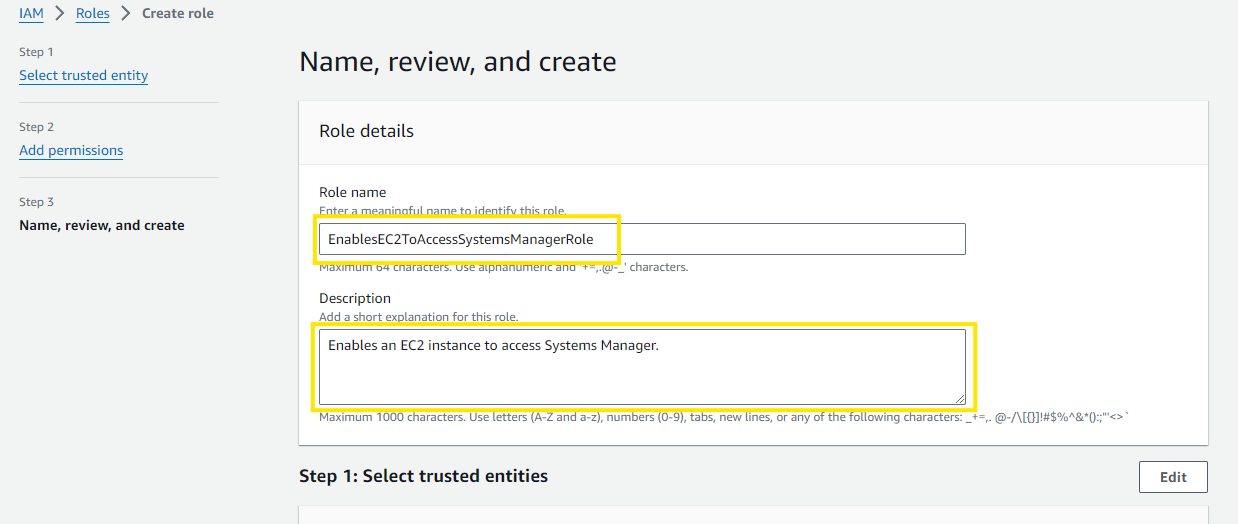 IAM > Roles > Create role
Step 1
Select trusted entity
Step 2
Add permissions
Step 3
Name, review, and create
Name, review, and create
Role details
Role name
Enter a meaningful name to identify this role.
EnablesEC2ToAccessSystemsManagerRole
Maximum 64 characters. Use alphanumeric and '+=,.@-_' characters.
Description
Add a short explanation for this role.
Enables an EC2 instance to access Systems Manager.
Maximum 1000 characters. Use letters (A-Z and a-z), numbers (0-9), tabs, new lines, or any of the following characters: _+=,. @-/\[{}]!#$%^&*():;"'<>`
Step 1: Select trusted entities
Edit